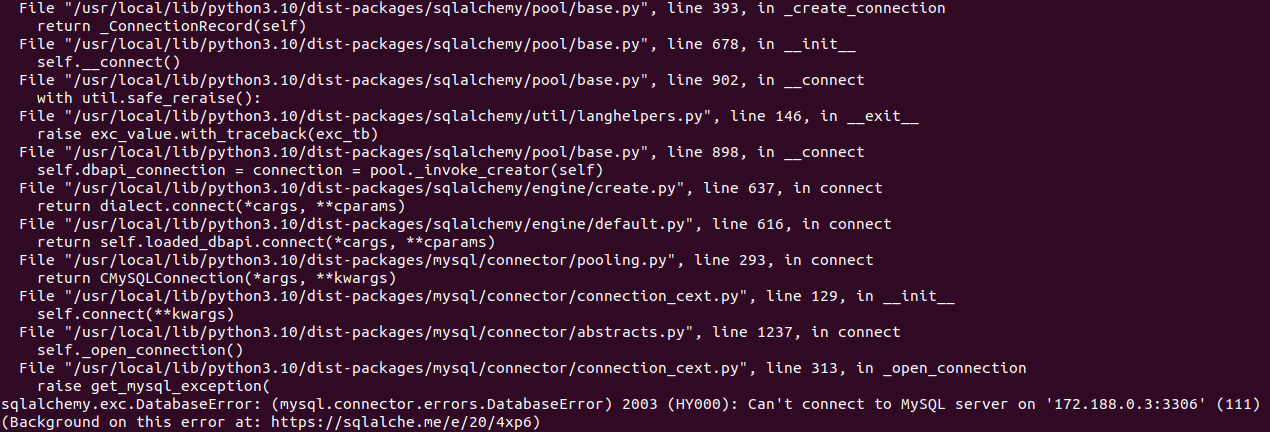 File "/usr/local/lib/python3.10/dist-packages/sqlalchemy/pool/base.py", line 393, in _create_connection
return _ConnectionRecord(self)
File "/usr/local/lib/python3.10/dist-packages/sqlalchemy/pool/base.py", line 678, in __init__
self.__connect()
File "/usr/local/lib/python3.10/dist-packages/sqlalchemy/pool/base.py", line 902, in __connect
with util.safe_reraise():
File "/usr/local/lib/python3.10/dist-packages/sqlalchemy/util/langhelpers.py", line 146, in __exit__
raise exc_value.with_traceback(exc_tb)
File "/usr/local/lib/python3.10/dist-packages/sqlalchemy/pool/base.py", line 898, in __connect
self.dbapi_connection = connection = pool._invoke_creator(self)
File "/usr/local/lib/python3.10/dist-packages/sqlalchemy/engine/create.py", line 637, in connect
return dialect.connect(*cargs, **cparams)
File "/usr/local/lib/python3.10/dist-packages/sqlalchemy/engine/default.py", line 616, in connect
return self.loaded_dbapi.connect(*cargs, **cparams)
File "/usr/local/lib/python3.10/dist-packages/mysql/connector/pooling.py", line 293, in connect
return CMySQLConnection(*args, **kwargs)
File "/usr/local/lib/python3.10/dist-packages/mysql/connector/connection_cext.py", line 129, in __init__
self.connect(**kwargs)
File "/usr/local/lib/python3.10/dist-packages/mysql/connector/abstracts.py", line 1237, in connect
self._open_connection()
File "/usr/local/lib/python3.10/dist-packages/mysql/connector/connection_cext.py", line 313, in _open_connection
raise get_mysql_exception(
sqlalchemy.exc.DatabaseError: (mysql.connector.errors.DatabaseError) 2003 (HY000): Can't connect to MySQL server on '172.188.0.3:3306' (111)
(Background on this error at: https://sqlalche.me/e/20/4xp6)